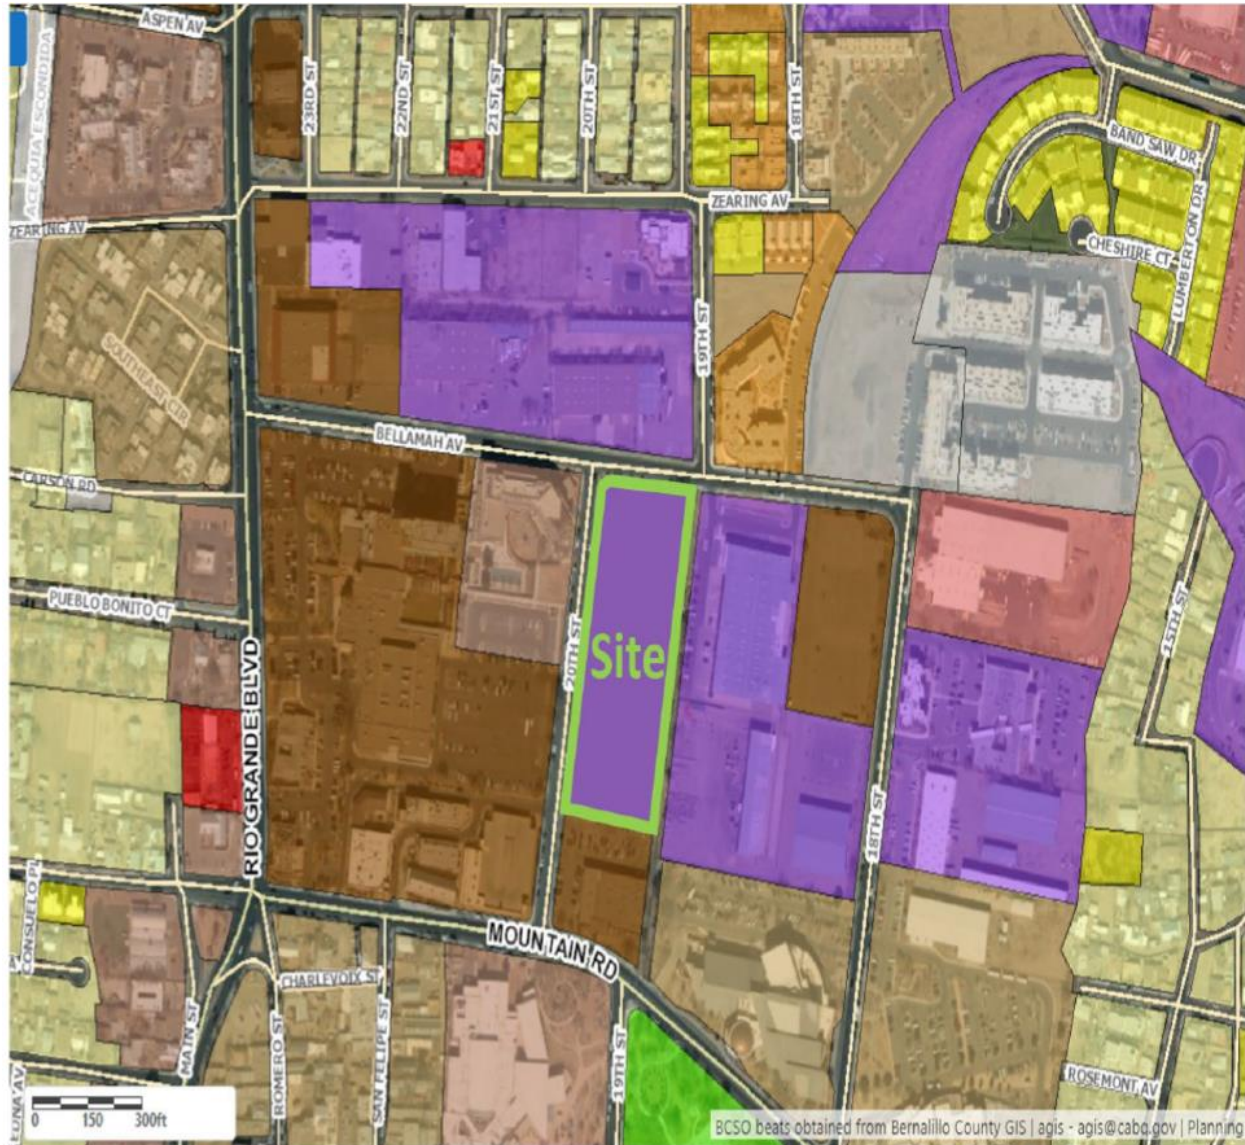 ASPEN AV
ACEQUIA ESCONDIDA
23RD ST
22ND ST
21ST ST
20TH ST
18TH ST
BAND SAW DR
LUMBERTON DR
ZEARING AV
ZEARING AV
CHESHIRE CT
SOUTHEAST CIR
19TH ST
BELLAMAH AV
CARSON RD
PUEBLO BONITO CT
RIO GRANDE BLVD
20TH ST
Site
15TH ST
18TH ST
CONSUELO PL
MOUNTAIN RD
CHARLEVOIX ST
MAIN ST
ROMERO ST
SAN FELIPE ST
19TH ST
ROSEMONT AV
0 150 300ft
BCSO beats obtained from Bernalillo County GIS | agis - agis@cabq.gov | Planning